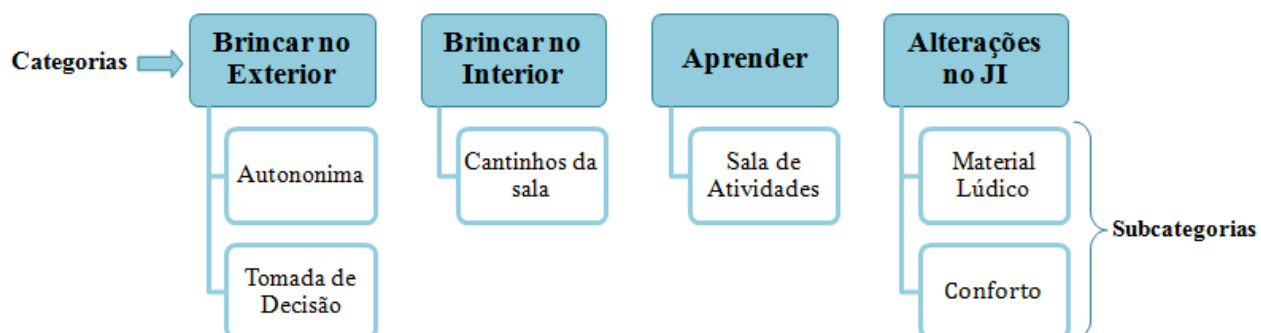 Categorias
Brincar no
Exterior
Autononima
Tomada de
Decisão
Brincar no
Interior
Cantinhos da
sala
Aprender
Sala de
Atividades
Alterações
no JI
Material
Lúdico
Conforto
Subcategorias